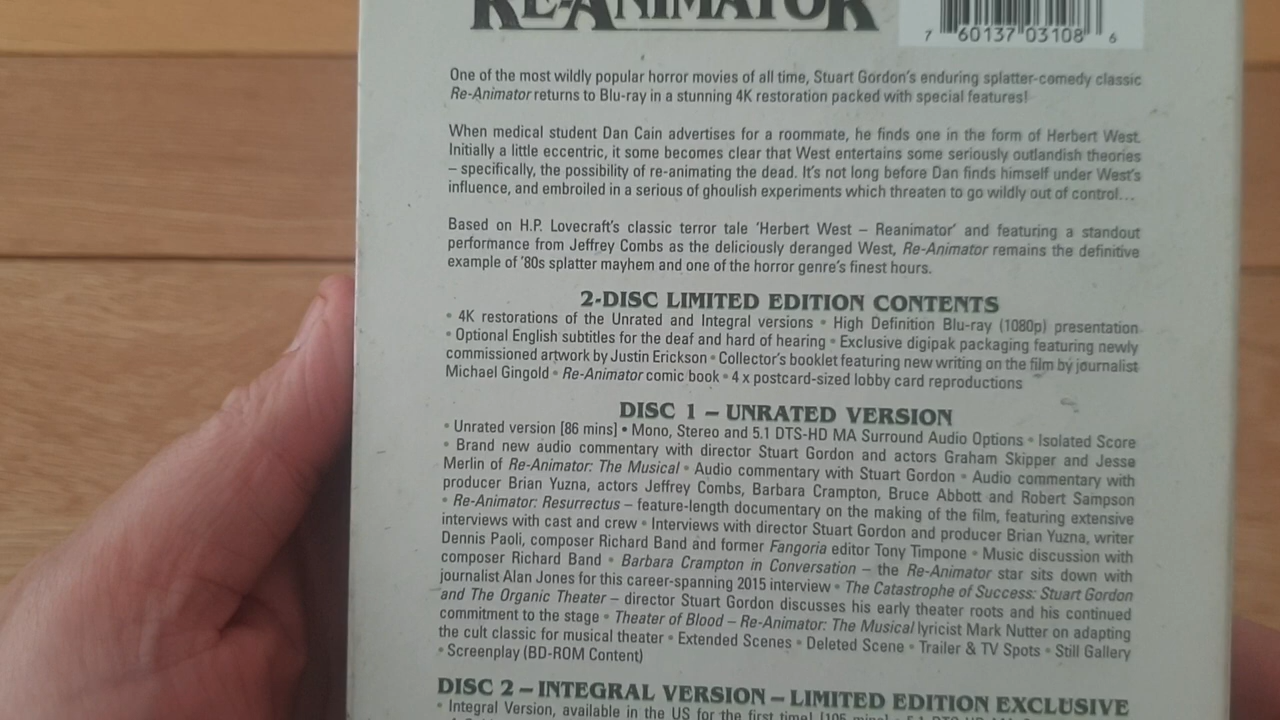 RE-ANIMATOR
7 60137 03108 6
One of the most wildly popular horror movies of all time, Stuart Gordon's enduring splatter-comedy classic
Re-Animator returns to Blu-ray in a stunning 4K restoration packed with special features!
When medical student Dan Cain advertises for a roommate, he finds one in the form of Herbert West.
Initially a little eccentric, it some becomes clear that West entertains some seriously outlandish theories
– specifically, the possibility of re-animating the dead. It's not long before Dan finds himself under West's
influence, and embroiled in a serious of ghoulish experiments which threaten to go wildly out of control…
Based on H.P. Lovecraft's classic terror tale 'Herbert West – Reanimator' and featuring a standout
performance from Jeffrey Combs as the deliciously deranged West, Re-Animator remains the definitive
example of '80s splatter mayhem and one of the horror genre's finest hours.
2-DISC LIMITED EDITION CONTENTS
• 4K restorations of the Unrated and Integral versions • High Definition Blu-ray (1080p) presentation
• Optional English subtitles for the deaf and hard of hearing • Exclusive digipak packaging featuring newly
commissioned artwork by Justin Erickson • Collector's booklet featuring new writing on the film by journalist
Michael Gingold • Re-Animator comic book • 4 x postcard-sized lobby card reproductions
DISC 1 – UNRATED VERSION
• Unrated version [86 mins] • Mono, Stereo and 5.1 DTS-HD MA Surround Audio Options • Isolated Score
• Brand new audio commentary with director Stuart Gordon and actors Graham Skipper and Jesse
Merlin of Re-Animator: The Musical • Audio commentary with Stuart Gordon • Audio commentary with
producer Brian Yuzna, actors Jeffrey Combs, Barbara Crampton, Bruce Abbott and Robert Sampson
• Re-Animator: Resurrectus – feature-length documentary on the making of the film, featuring extensive
interviews with cast and crew • Interviews with director Stuart Gordon and producer Brian Yuzna, writer
Dennis Paoli, composer Richard Band and former Fangoria editor Tony Timpone • Music discussion with
composer Richard Band • Barbara Crampton in Conversation – the Re-Animator star sits down with
journalist Alan Jones for this career-spanning 2015 interview • The Catastrophe of Success: Stuart Gordon
and The Organic Theater – director Stuart Gordon discusses his early theater roots and his continued
commitment to the stage • Theater of Blood – Re-Animator: The Musical lyricist Mark Nutter on adapting
the cult classic for musical theater • Extended Scenes • Deleted Scene • Trailer & TV Spots • Still Gallery
• Screenplay (BD-ROM Content)
DISC 2 – INTEGRAL VERSION – LIMITED EDITION EXCLUSIVE
• Integral Version, available in the US for the first time! [105 mins] • 5.1 DTS-HD MA